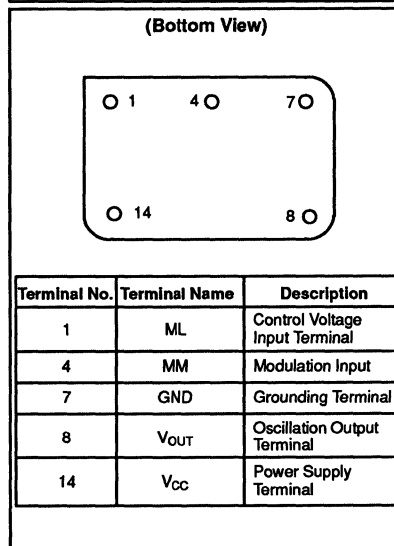 (Bottom View)
1 4 7
14 8
Terminal No. Terminal Name Description
1 ML Control Voltage Input Terminal
4 MM Modulation Input
7 GND Grounding Terminal
8 VOUT Oscillation Output Terminal
14 VCC Power Supply Terminal